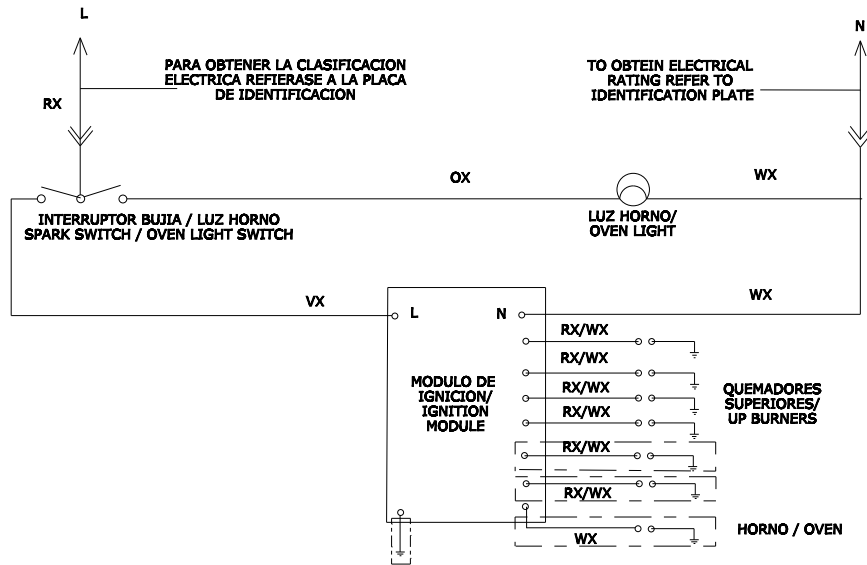 L
N
PARA OBTENER LA CLASIFICACION
ELECTRICA REFIERASE A LA PLACA
DE IDENTIFICACION
TO OBTEIN ELECTRICAL
RATING REFER TO
IDENTIFICATION PLATE
RX
OX
WX
INTERRUPTOR BUJIA / LUZ HORNO
SPARK SWITCH / OVEN LIGHT SWITCH
LUZ HORNO/
OVEN LIGHT
VX
WX
L
N
RX/WX
RX/WX
RX/WX
RX/WX
RX/WX
RX/WX
WX
MODULO DE
IGNICION/
IGNITION
MODULE
QUEMADORES
SUPERIORES/
UP BURNERS
HORNO / OVEN